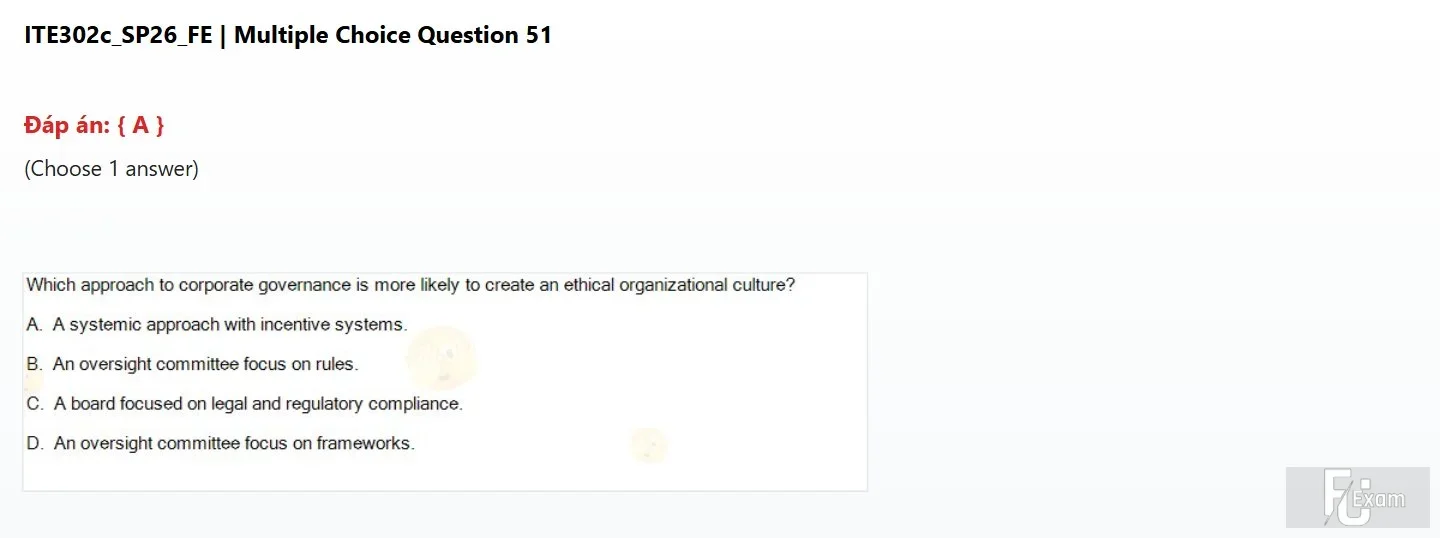 ITE302c_SP26_FE | Multiple Choice Question 51
Đáp án: { A }
(Choose 1 answer)
Which approach to corporate governance is more likely to create an ethical organizational culture?
A. A systemic approach with incentive systems.
B. An oversight committee focus on rules.
C. A board focused on legal and regulatory compliance.
D. An oversight committee focus on frameworks.
FU Exam